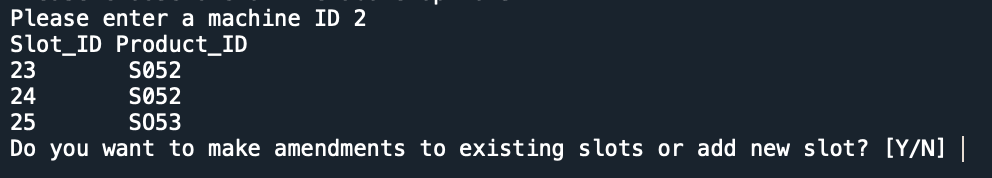 Please enter a machine ID 2
Slot_ID Product_ID
23 S052
24 S052
25 SO53
Do you want to make amendments to existing slots or add new slot? [Y/N]